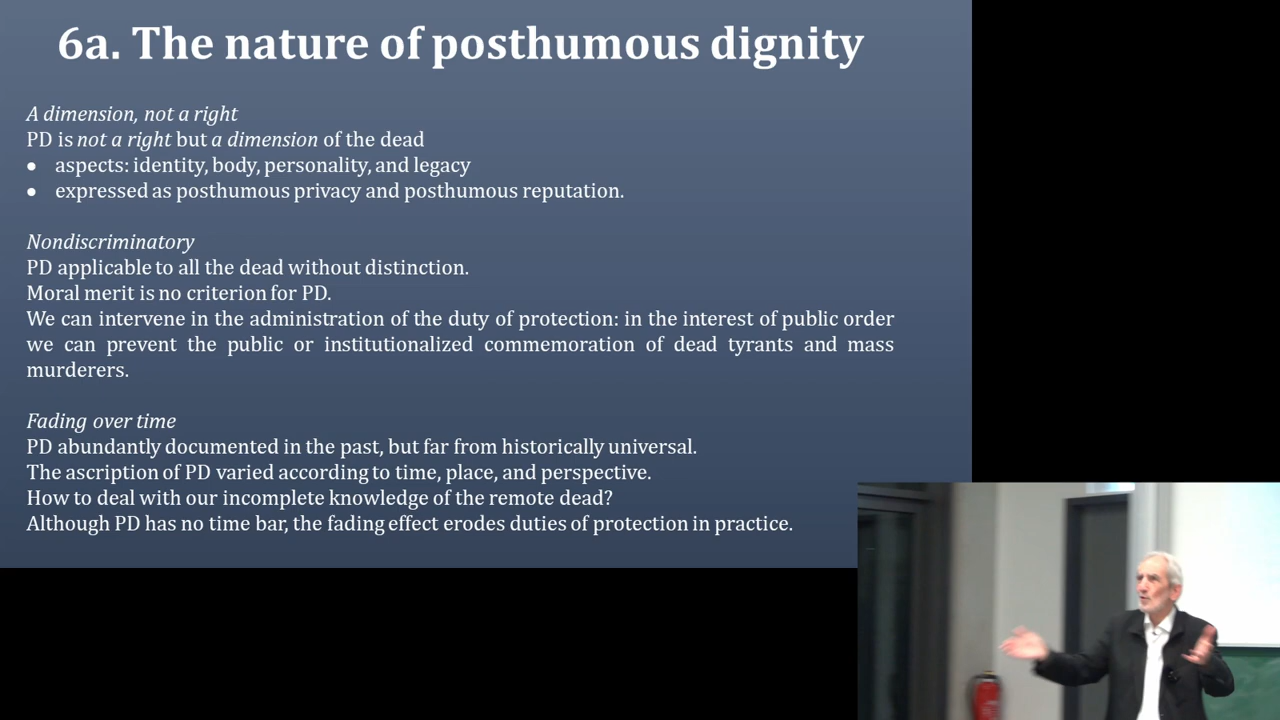 6a. The nature of posthumous dignity
A dimension, not a right
PD is not a right but a dimension of the dead
• aspects: identity, body, personality, and legacy
• expressed as posthumous privacy and posthumous reputation.
Nondiscriminatory
PD applicable to all the dead without distinction.
Moral merit is no criterion for PD.
We can intervene in the administration of the duty of protection: in the interest of public order
we can prevent the public or institutionalized commemoration of dead tyrants and mass
murderers.
Fading over time
PD abundantly documented in the past, but far from historically universal.
The ascription of PD varied according to time, place, and perspective.
How to deal with our incomplete knowledge of the remote dead?
Although PD has no time bar, the fading effect erodes duties of protection in practice.